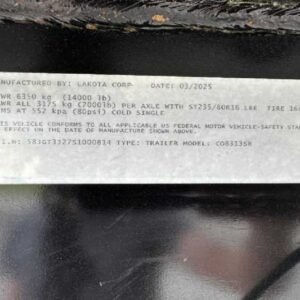 NUFACTURED BY: LAKOTA CORP DATE: 03/2025
WR 6350 kg (14000 lb)
WR ALL 3175 kg (7000lb) PER AXLE WITH ST235/80R16 LRE TIRE 16
MS AT 552 kpa (80psi) COLD SINGLE
IS VEHICLE CONFORMS TO ALL APPLICABLE US FEDERAL MOTOR VEHICLE-SAFETY STA
EFFECT ON THE DATE OF MANUFACTURE SHOWN ABOVE.
I.N: TYPE: TRAILER MODEL: